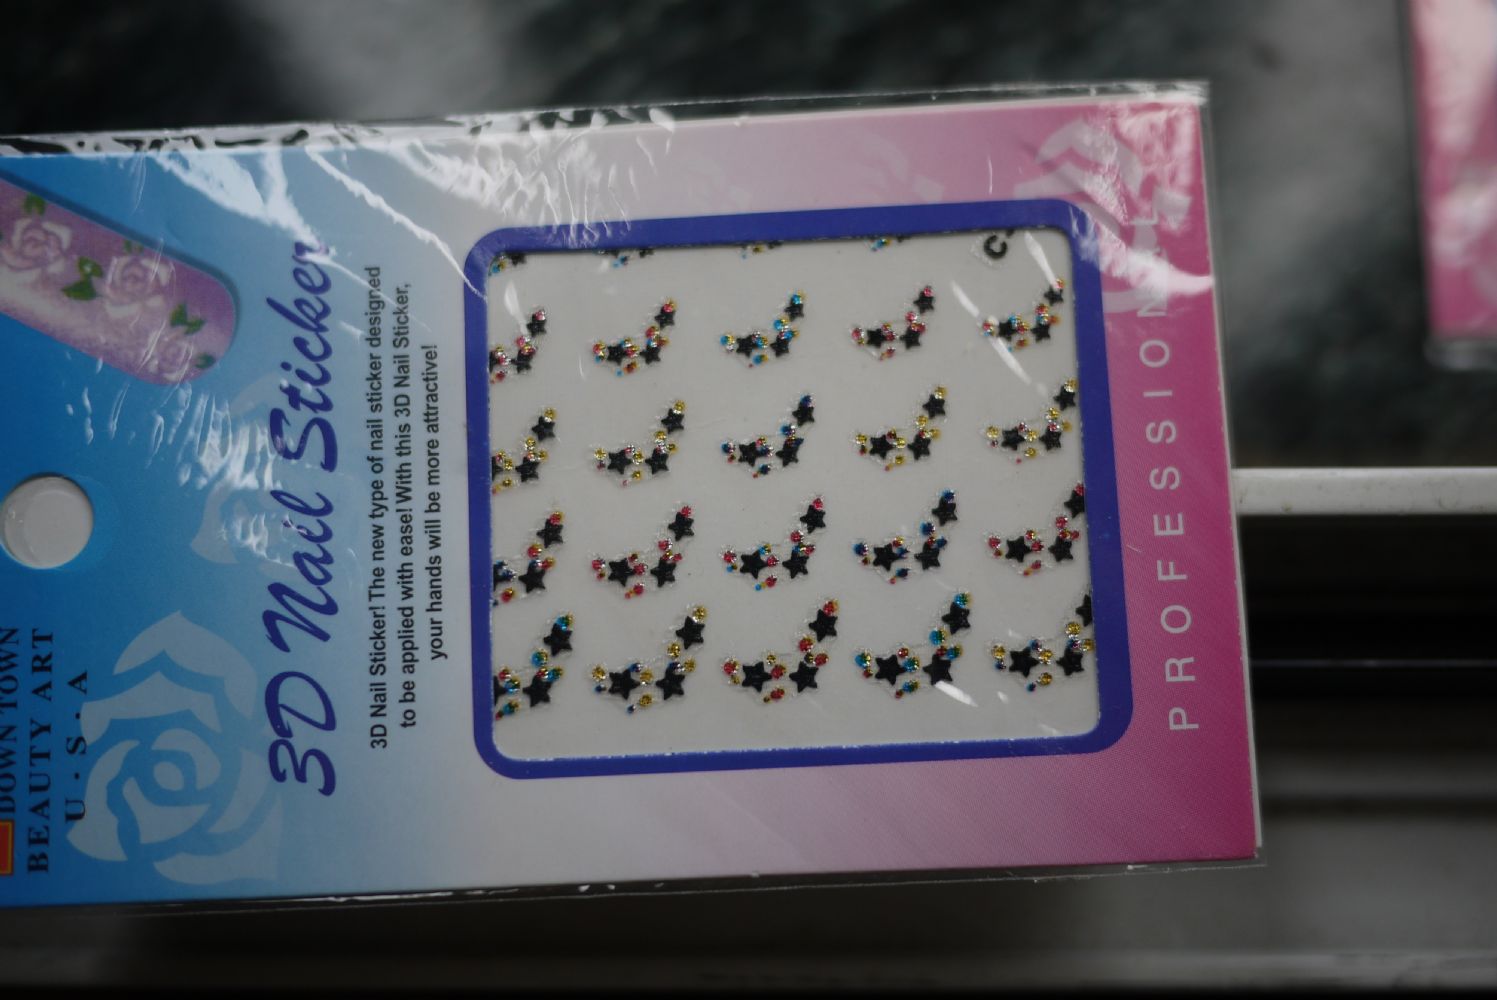 DOWN TOWN
BEAUTY ART
U.S.A
3D Nail Sticker
3D Nail Sticker! The new type of nail sticker designed
to be applied with ease! With this 3D Nail Sticker,
your hands will be more attractive!
C
PROFESSIONAL